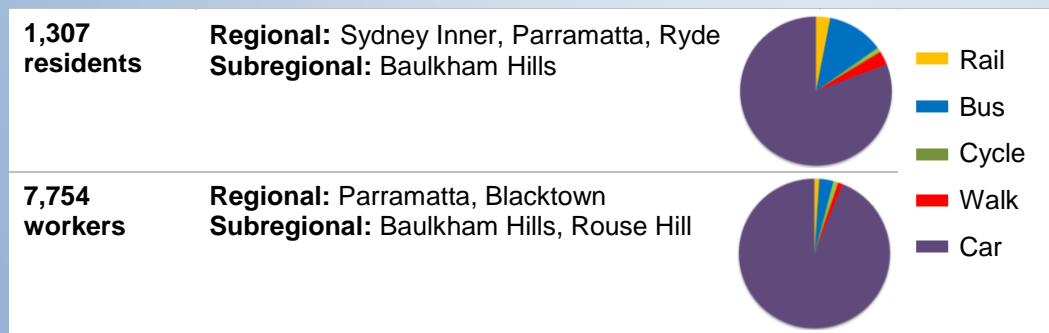 1,307 residents
Regional: Sydney Inner, Parramatta, Ryde
Subregional: Baulkham Hills
7,754 workers
Regional: Parramatta, Blacktown
Subregional: Baulkham Hills, Rouse Hill
Rail
Bus
Cycle
Walk
Car